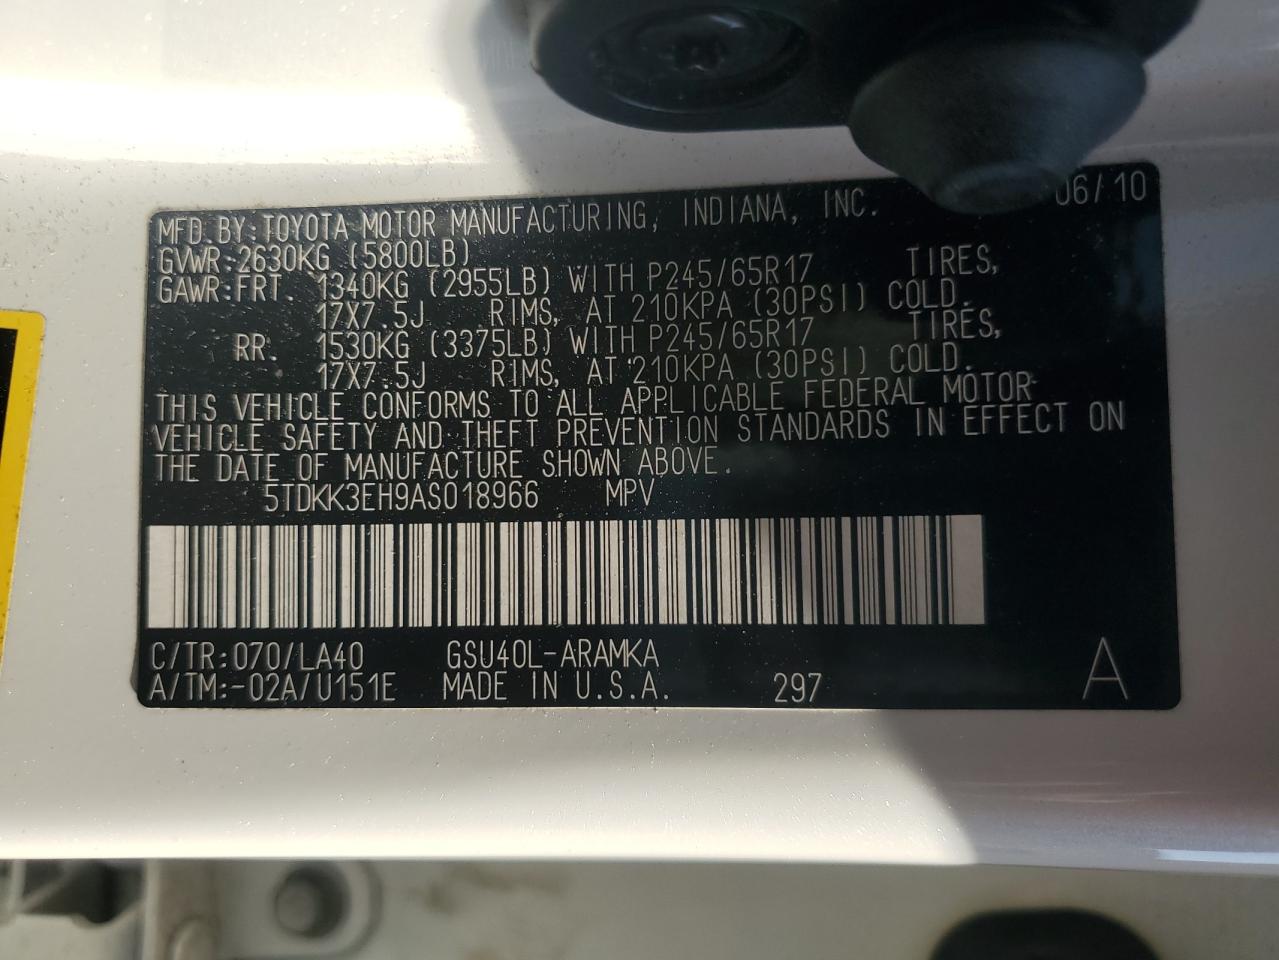 MFD. BY: TOYOTA MOTOR MANUFACTURING, INDIANA, INC. 06/10
GVWR: 2630KG (5800LB)
GAWR: FRT. 1340KG (2955LB) WITH P245/65R17 TIRES,
17X7.5J RIMS, AT 210KPA (30PSI) COLD.
RR. 1530KG (3375LB) WITH P245/65R17 TIRES,
17X7.5J RIMS, AT 210KPA (30PSI) COLD.
THIS VEHICLE CONFORMS TO ALL APPLICABLE FEDERAL MOTOR
VEHICLE SAFETY AND THEFT PREVENTION STANDARDS IN EFFECT ON
THE DATE OF MANUFACTURE SHOWN ABOVE.
5TDKK3EH9AS018966 MPV
C/TR: 070/LA40 GSU40L-ARAMKA
A/TM: -02A/U151E MADE IN U.S.A. 297 A